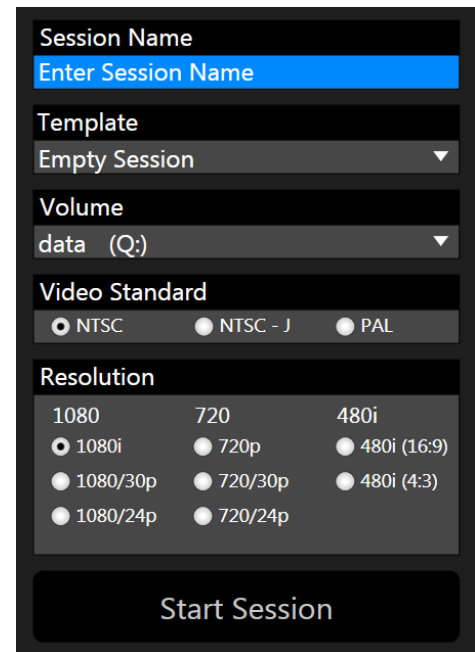 Session Name
Enter Session Name
Template
Empty Session
Volume
data (Q:)
Video Standard
NTSC NTSC - J PAL
Resolution
1080 720 480i
1080i 720p 480i (16:9)
1080/30p 720/30p 480i (4:3)
1080/24p 720/24p
Start Session